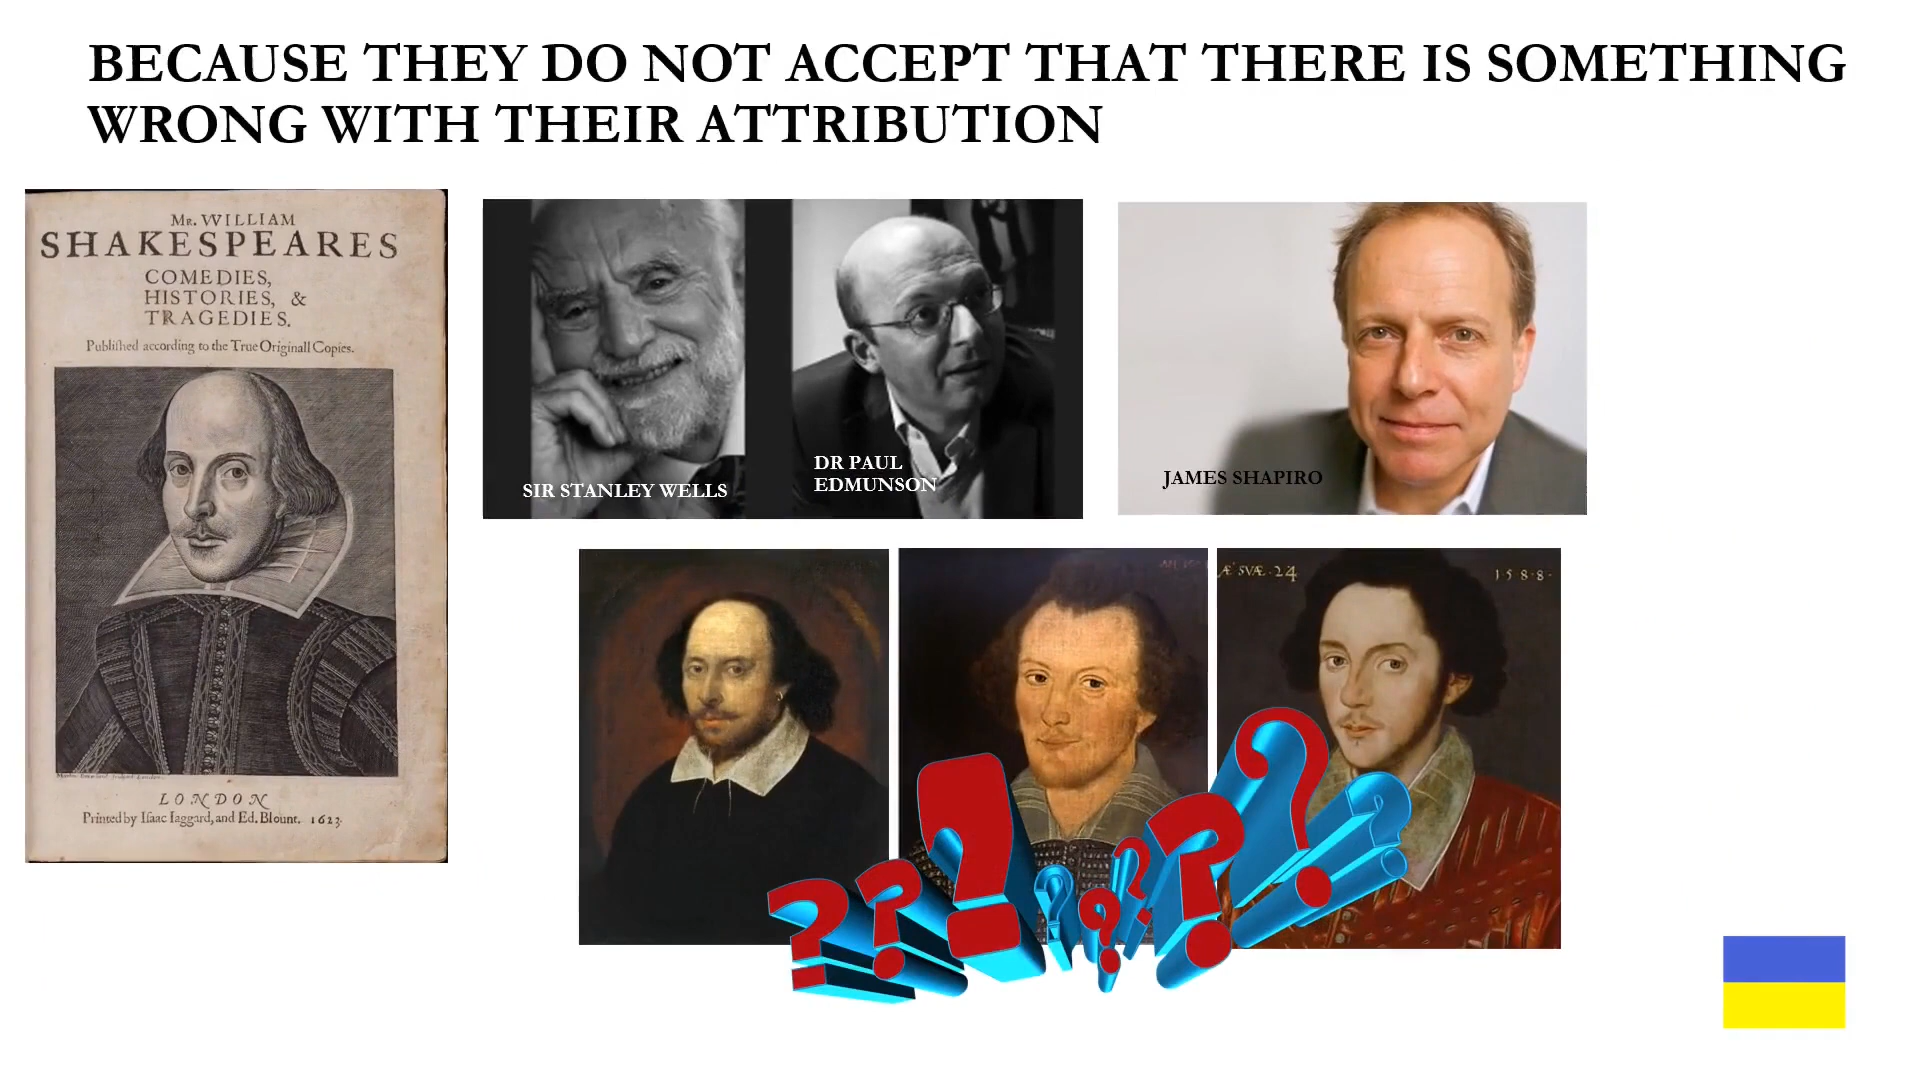 BECAUSE THEY DO NOT ACCEPT THAT THERE IS SOMETHING
WRONG WITH THEIR ATTRIBUTION
Mr. WILLIAM
SHAKESPEARES
COMEDIES,
HISTORIES, &
TRAGEDIES.
Publiſhed according to the True Originall Copies.
LONDON
Printed by Iſaac Iaggard, and Ed. Blount. 1623.
SIR STANLEY WELLS
DR PAUL
EDMUNSON
JAMES SHAPIRO
Æ SVÆ·24
1588·
? ? ? ? ? ? ? ? ?